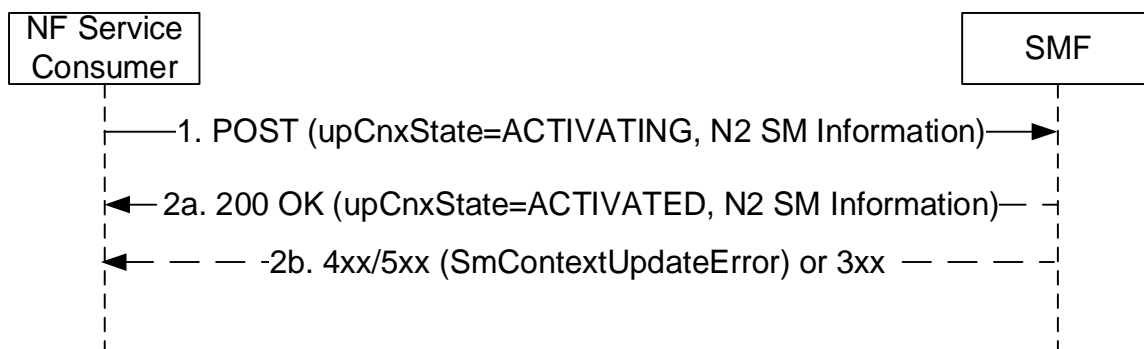 NF Service
Consumer
SMF
1. POST (upCnxState=ACTIVATING, N2 SM Information)
2a. 200 OK (upCnxState=ACTIVATED, N2 SM Information)
2b. 4xx/5xx (SmContextUpdateError) or 3xx